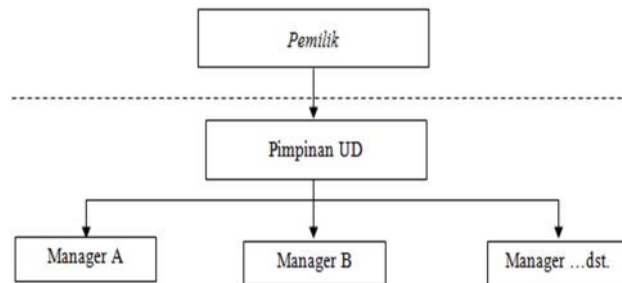 Pemilik
Pimpinan UD
Manager A
Manager B
Manager ...dst.